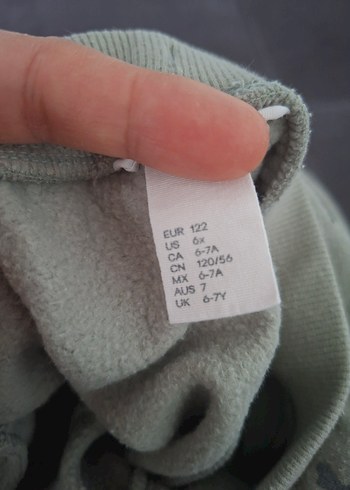 EUR 122
US 6x
CA 6-7A
CN 120/56
MX 6-7A
AUS 7
UK 6-7Y